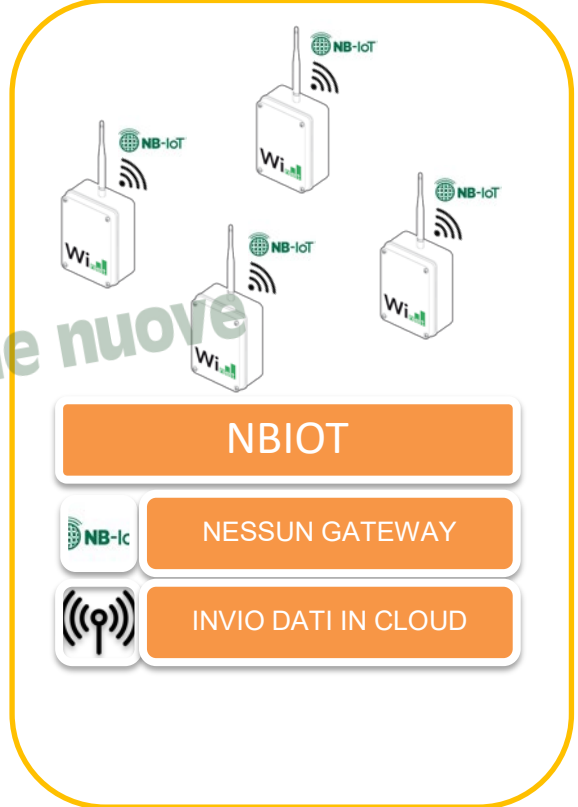 NB-IoT
Wi
NB-IoT
Wi
NB-IoT
Wi
NB-IoT
Wi
e nuove
NBIOT
NB-Ic
NESSUN GATEWAY
INVIO DATI IN CLOUD